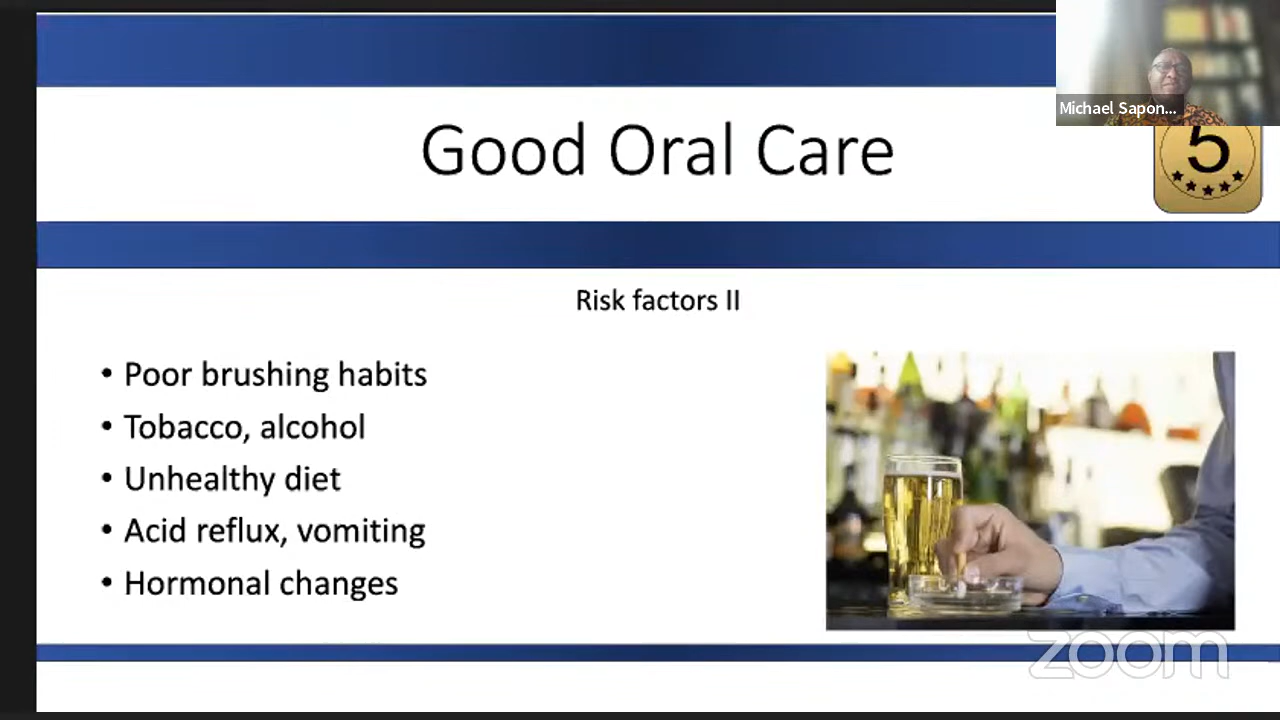 Michael Sapon...
5
Good Oral Care
Risk factors II
• Poor brushing habits
• Tobacco, alcohol
• Unhealthy diet
• Acid reflux, vomiting
• Hormonal changes
zoom